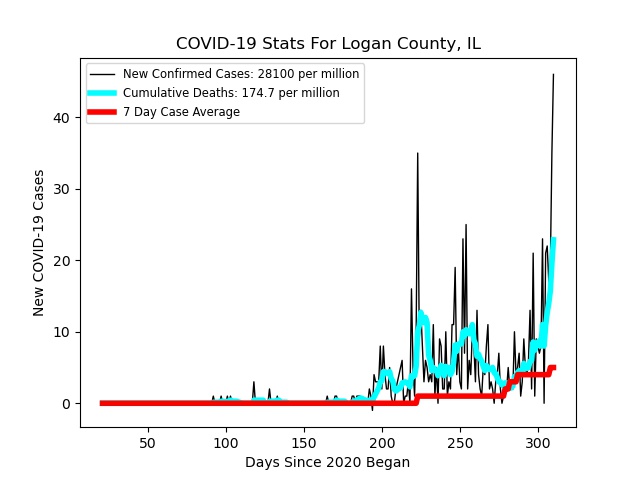 COVID-19 Stats For Logan County, IL
New Confirmed Cases: 28100 per million
Cumulative Deaths: 174.7 per million
7 Day Case Average
New COVID-19 Cases
40
30
20
10
0
50 100 150 200 250 300
Days Since 2020 Began